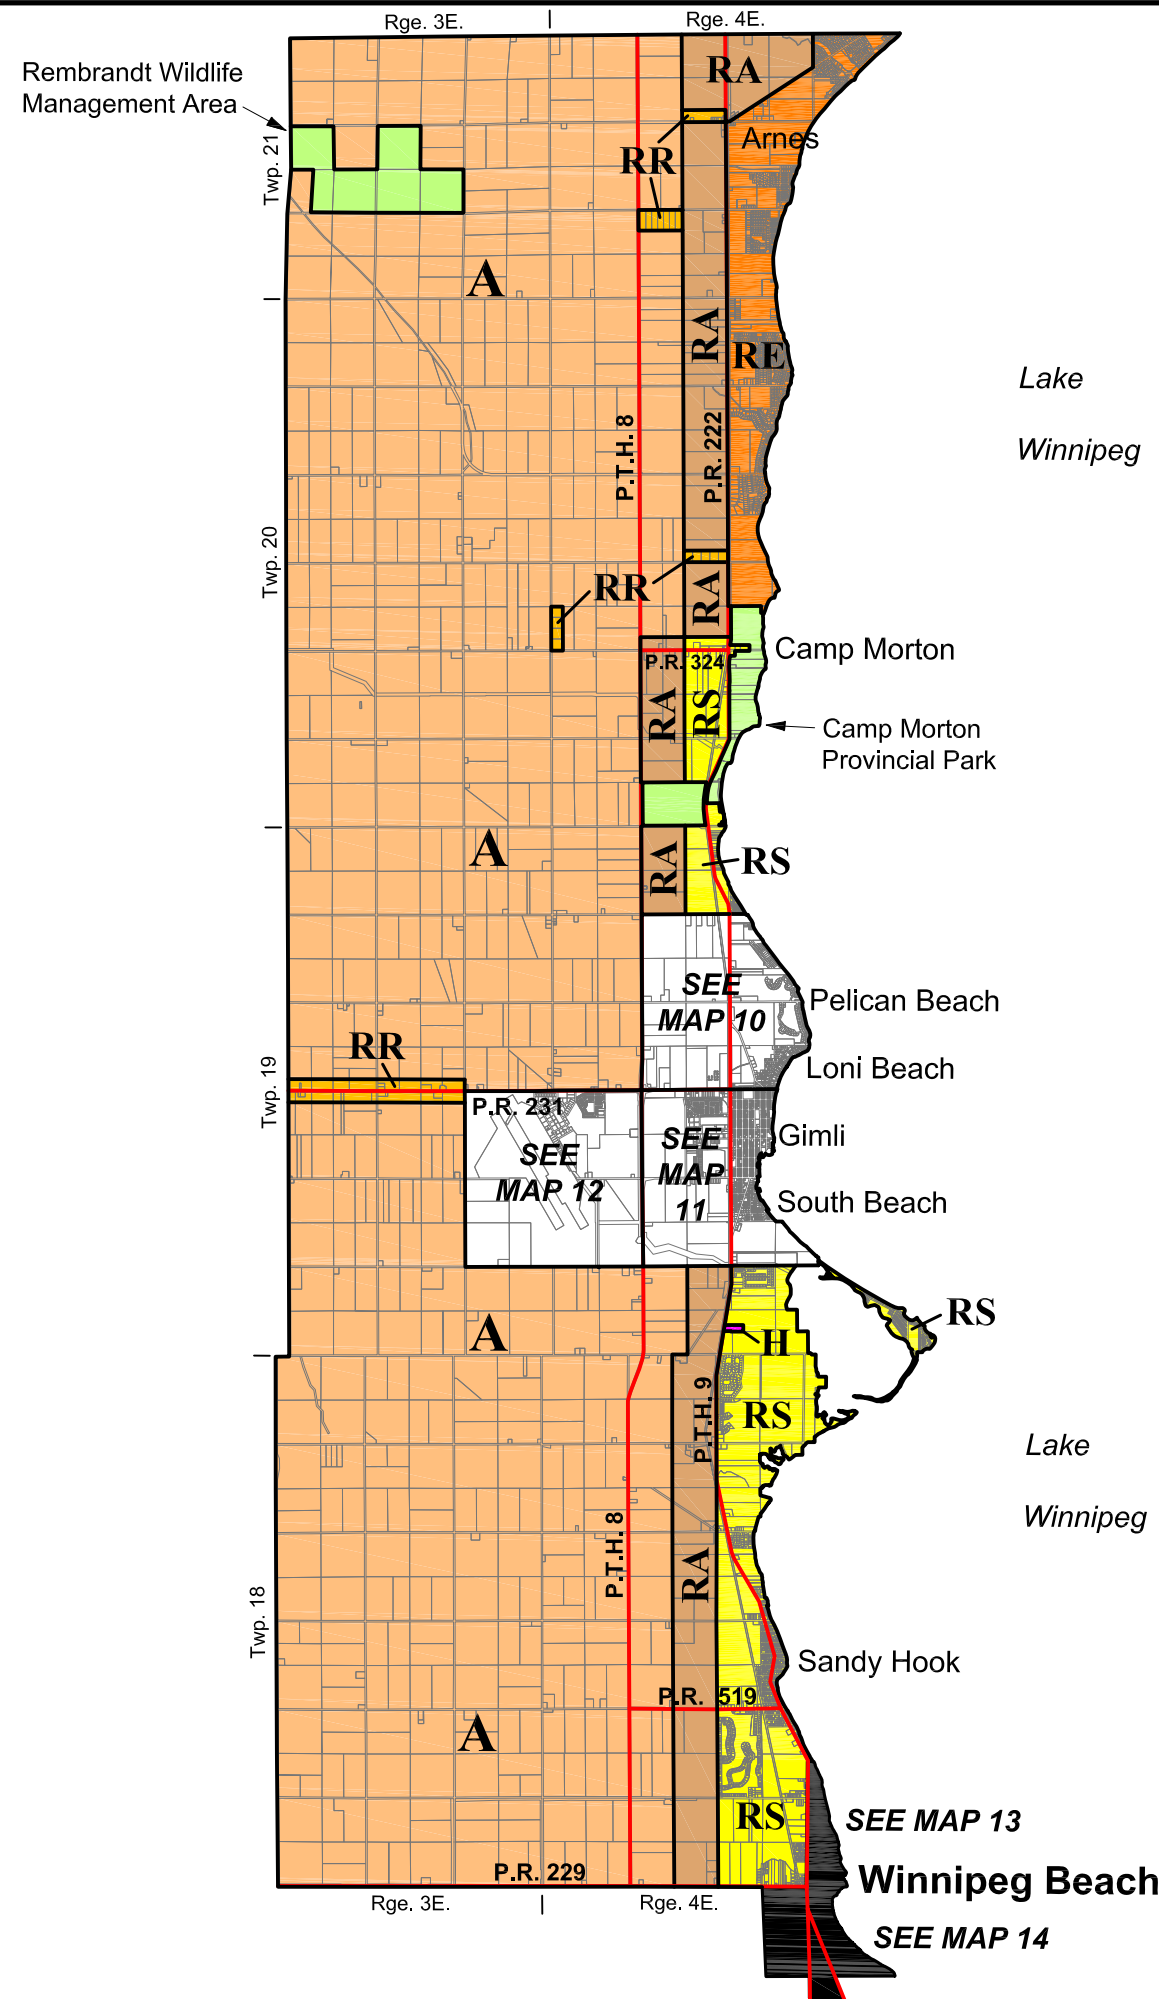 Rge. 3E.
Rge. 4E.
Rembrandt Wildlife
Management Area
RA
Arnes
Twp. 21
RR
A
RA
RE
Lake
Winnipeg
P.T.H. 8
P.R. 222
Twp. 20
RR
RA
Camp Morton
P.R. 324
RA
RS
Camp Morton
Provincial Park
A
RA
RS
SEE
MAP 10
Pelican Beach
RR
Loni Beach
Twp. 19
P.R. 231
SEE
MAP 12
SEE
MAP
11
Gimli
South Beach
RS
A
H
P.T.H. 9
RS
Lake
Winnipeg
P.T.H. 8
RA
Twp. 18
Sandy Hook
P.R. 519
A
RS
SEE MAP 13
P.R. 229
Winnipeg Beach
Rge. 3E.
Rge. 4E.
SEE MAP 14